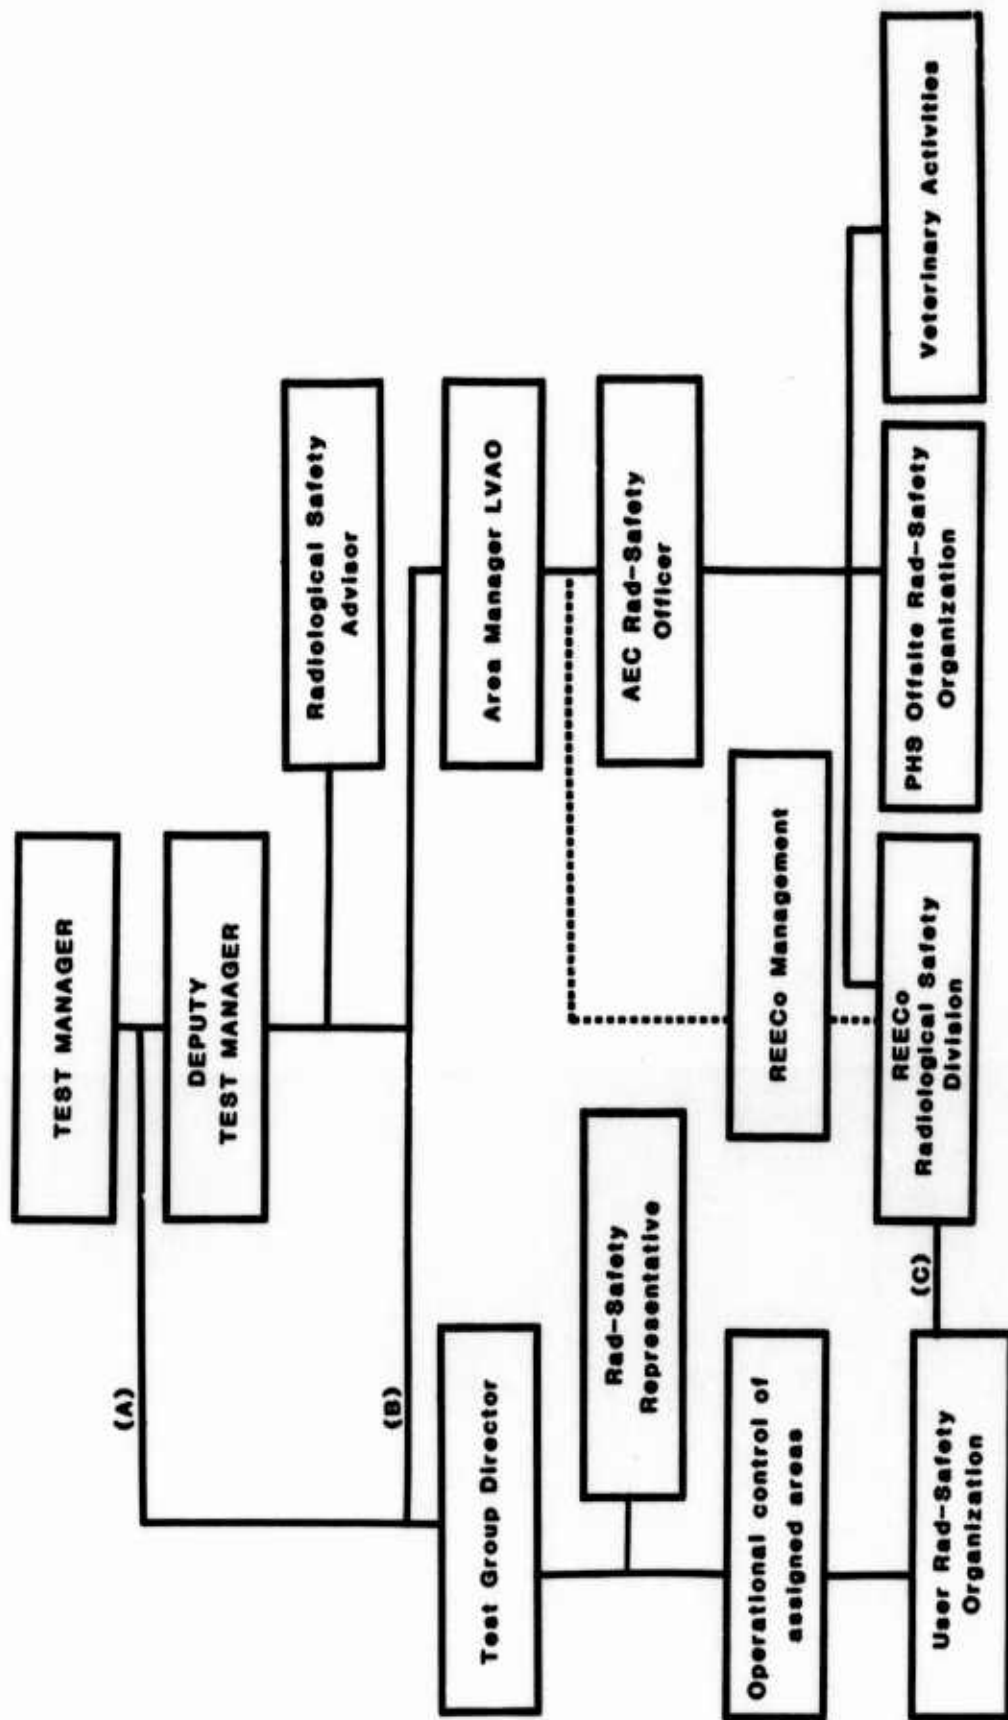 TEST MANAGER
(A)
DEPUTY
TEST MANAGER
Radiological Safety
Advisor
(B)
Test Group Director
Area Manager LVAO
Rad-Safety
Representative
AEC Rad-Safety
Officer
Operational control of
assigned areas
REECo Management
User Rad-Safety
Organization
(C)
REECo
Radiological Safety
Division
PHS Offsite Rad-Safety
Organization
Veterinary Activities